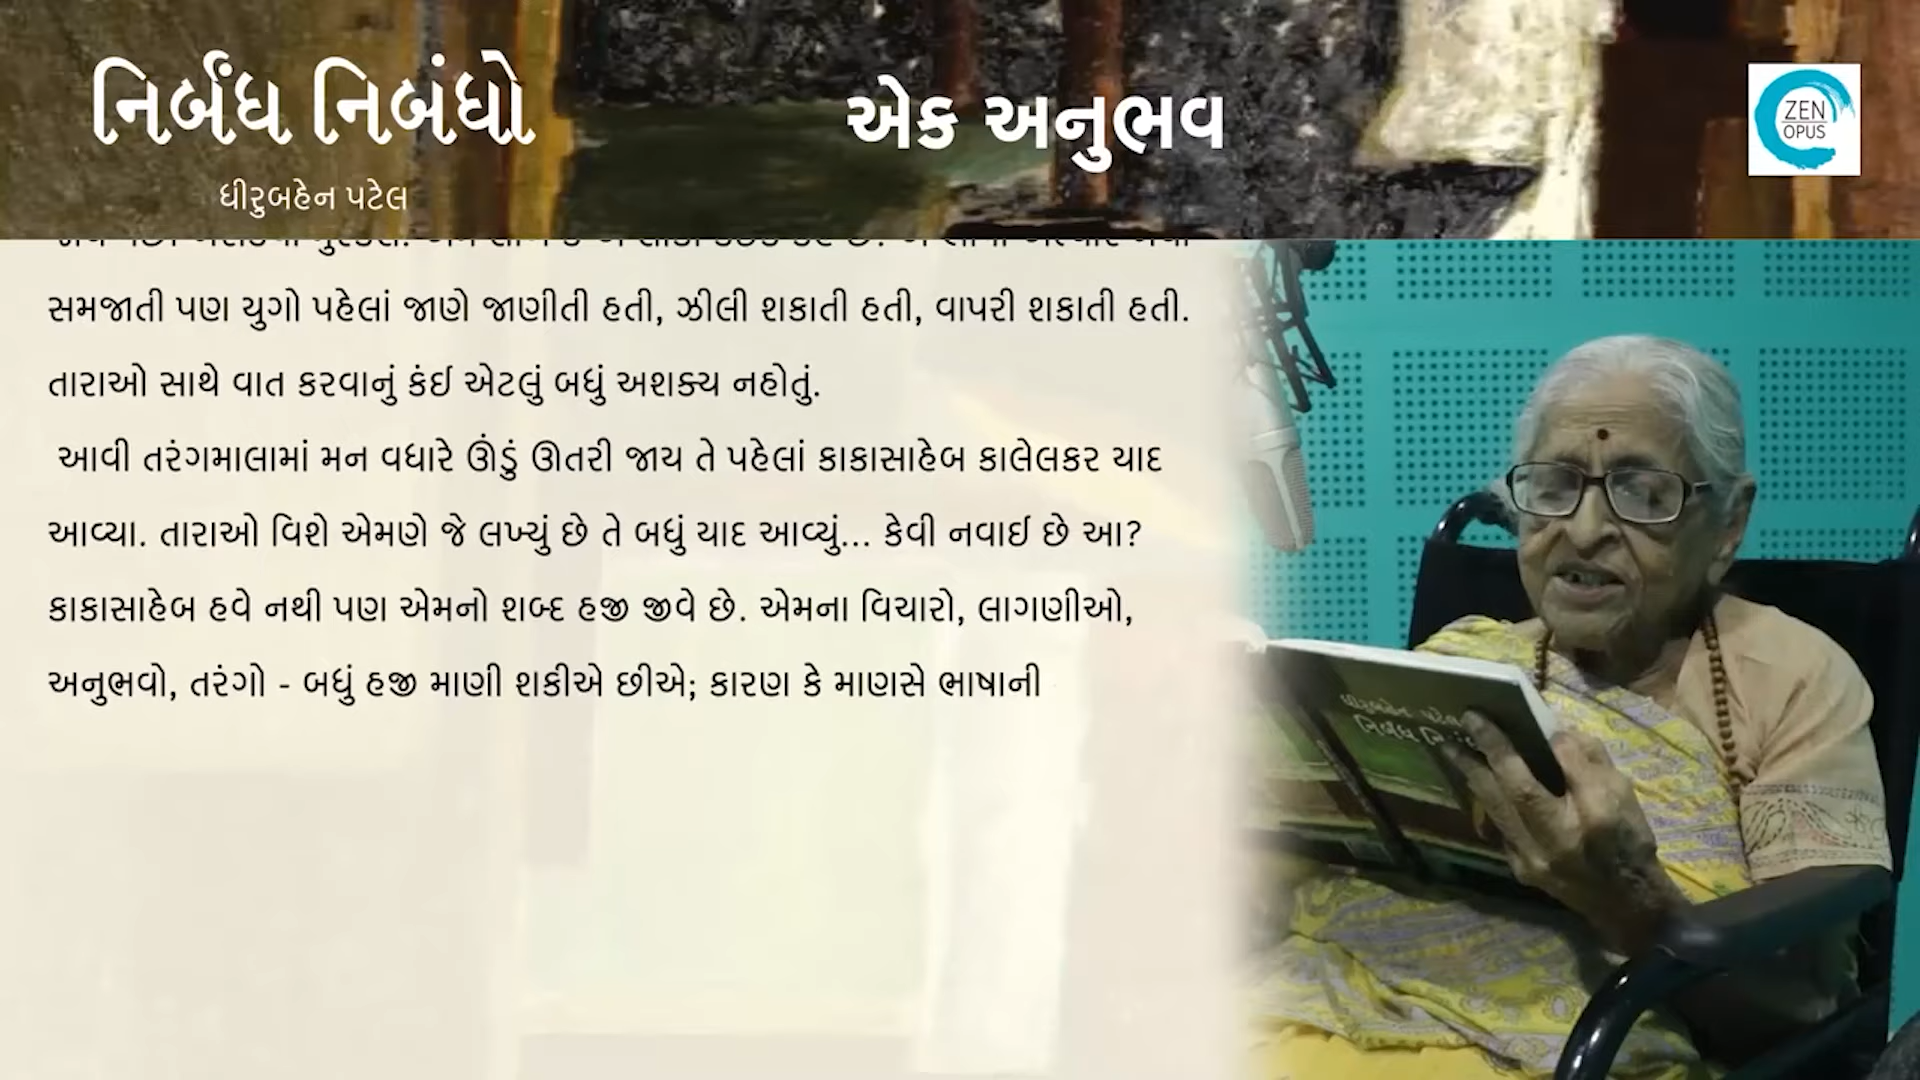 નિર્બંધ નિબંધો
ધીરુબહેન પટેલ
એક અનુભવ
ZEN
OPUS
સમજાતી પણ યુગો પહેલાં જાણે જાણીતી હતી, ઝીલી શકાતી હતી, વાપરી શકાતી હતી.
તારાઓ સાથે વાત કરવાનું કંઈ એટલું બધું અશક્ય નહોતું.
આવી તરંગમાલામાં મન વધારે ઊંડું ઊતરી જાય તે પહેલાં કાકાસાહેબ કાલેલકર યાદ
આવ્યા. તારાઓ વિશે એમણે જે લખ્યું છે તે બધું યાદ આવ્યું... કેવી નવાઈ છે આ?
કાકાસાહેબ હવે નથી પણ એમનો શબ્દ હજી જીવે છે. એમના વિચારો, લાગણીઓ,
અનુભવો, તરંગો - બધું હજી માણી શકીએ છીએ; કારણ કે માણસે ભાષાની
ધીરુબહેન પટેલ
નિર્બંધ